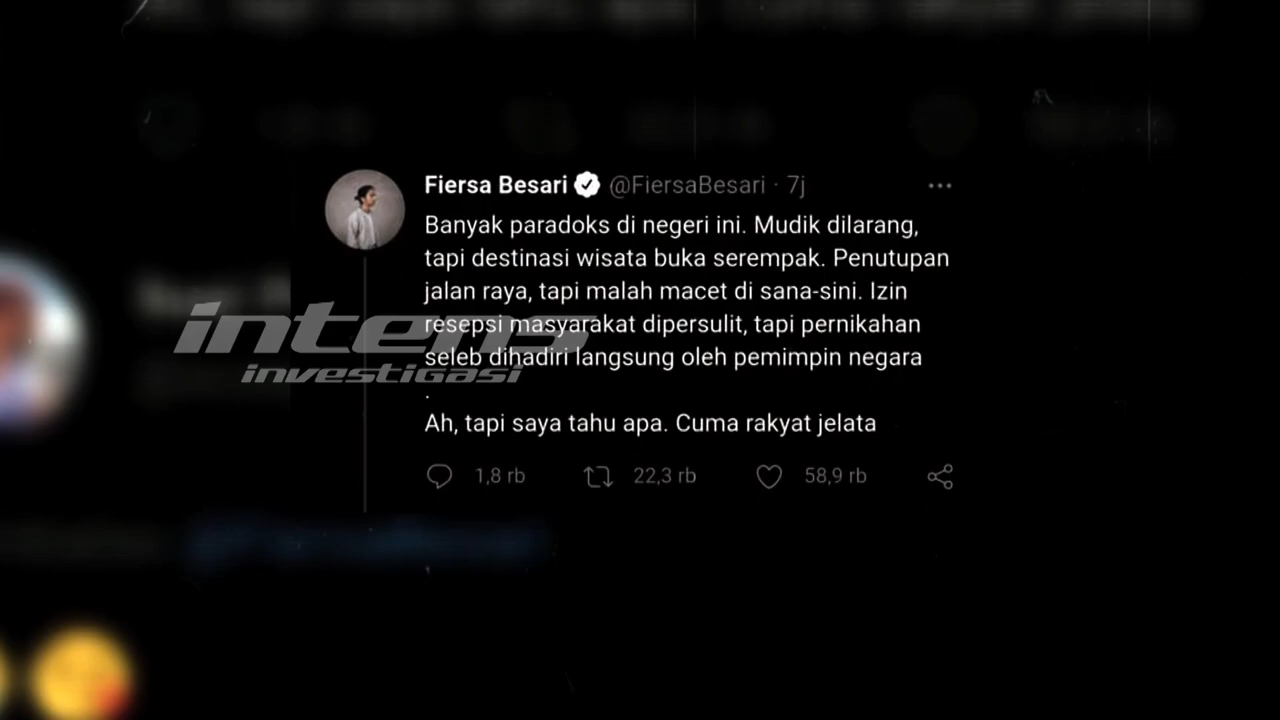 Fiersa Besari @FiersaBesari · 7j
Banyak paradoks di negeri ini. Mudik dilarang,
tapi destinasi wisata buka serempak. Penutupan
jalan raya, tapi malah macet di sana-sini. Izin
resepsi masyarakat dipersulit, tapi pernikahan
seleb dihadiri langsung oleh pemimpin negara
.
Ah, tapi saya tahu apa. Cuma rakyat jelata
1,8 rb 22,3 rb 58,9 rb
intens
investigasi